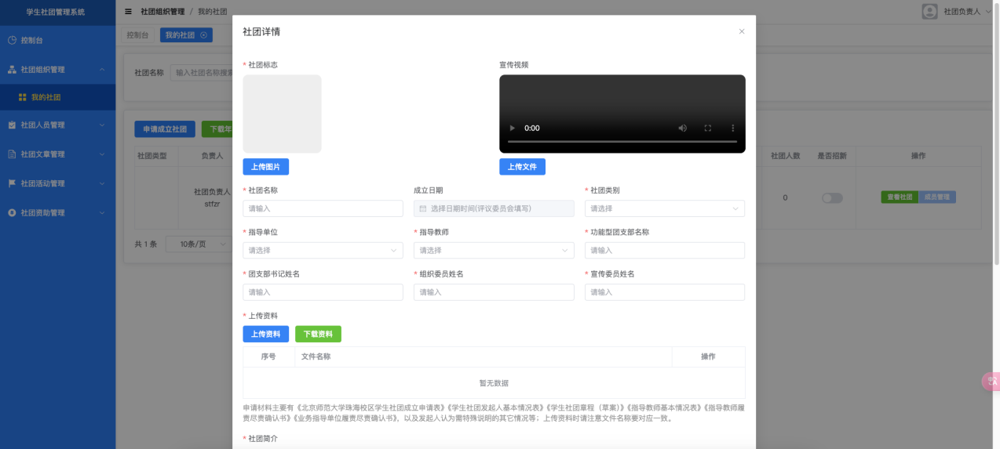 学生社团管理系统
社团组织管理 / 我的社团
社团负责人
控制台
社团组织管理
我的社团
社团人员管理
社团文章管理
社团活动管理
社团资助管理
控制台
我的社团
社团名称
输入社团名称搜索
申请成立社团
下载年
社团类型
负责人
社团人数
是否招新
操作
社团负责人
stfzr
0
查看社团
成员管理
共 1 条
10条/页
社团详情
* 社团标志
宣传视频
0:00
上传图片
上传文件
* 社团名称
成立日期
* 社团类别
请输入
选择日期时间(评议委员会填写)
请选择
* 指导单位
* 指导教师
* 功能型团支部名称
请选择
请选择
请输入
* 团支部书记姓名
* 组织委员姓名
* 宣传委员姓名
请输入
请输入
请输入
* 上传资料
上传资料
下载资料
序号
文件名称
操作
暂无数据
申请材料主要有《北京师范大学珠海校区学生社团成立申请表》《学生社团发起人基本情况表》《学生社团章程（草案）》《指导教师基本情况表》《指导教师履
责尽责确认书》《业务指导单位履责尽责确认书》，以及发起人认为需特殊说明的其它情况等；上传资料时请注意文件名称要对应一致。
* 社团简介